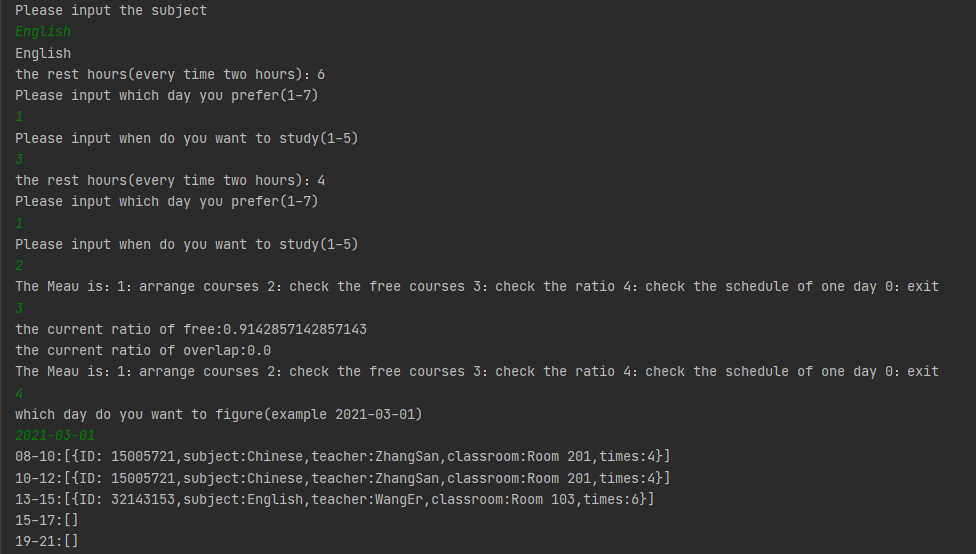 Please input the subject
English
English
the rest hours(every time two hours): 6
Please input which day you prefer(1-7)
1
Please input when do you want to study(1-5)
3
the rest hours(every time two hours): 4
Please input which day you prefer(1-7)
1
Please input when do you want to study(1-5)
2
The Meau is: 1: arrange courses 2: check the free courses 3: check the ratio 4: check the schedule of one day 0: exit
3
the current ratio of free:0.9142857142857143
the current ratio of overlap:0.0
The Meau is: 1: arrange courses 2: check the free courses 3: check the ratio 4: check the schedule of one day 0: exit
4
which day do you want to figure(example 2021-03-01)
2021-03-01
08-10:[{ID: 15005721,subject:Chinese,teacher:ZhangSan,classroom:Room 201,times:4}]
10-12:[{ID: 15005721,subject:Chinese,teacher:ZhangSan,classroom:Room 201,times:4}]
13-15:[{ID: 32143153,subject:English,teacher:WangEr,classroom:Room 103,times:6}]
15-17:[]
19-21:[]